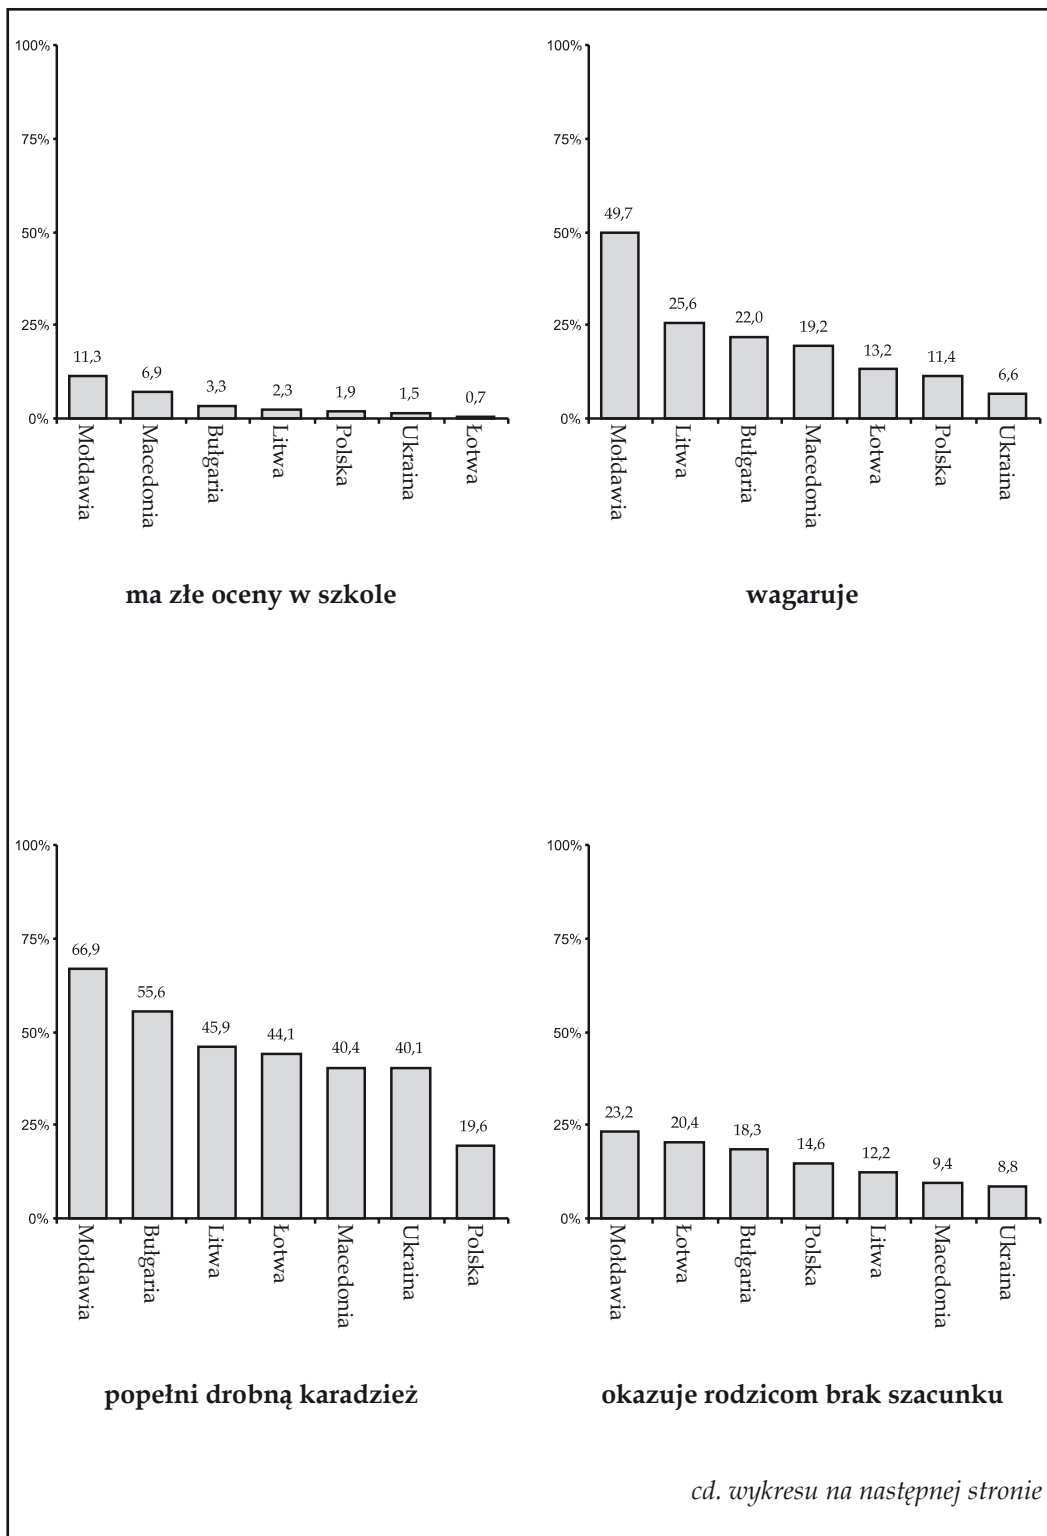 100%
75%
50%
25%
0%
11,3
6,9
3,3
2,3
1,9
1,5
0,7
Mołdawia
Macedonia
Bułgaria
Litwa
Polska
Ukraina
Łotwa
ma złe oceny w szkole
100%
75%
50%
25%
0%
49,7
25,6
22,0
19,2
13,2
11,4
6,6
Mołdawia
Litwa
Bułgaria
Macedonia
Łotwa
Polska
Ukraina
wagaruje
100%
75%
50%
25%
0%
66,9
55,6
45,9
44,1
40,4
40,1
19,6
Mołdawia
Bułgaria
Litwa
Łotwa
Macedonia
Ukraina
Polska
popełni drobną karadzież
100%
75%
50%
25%
0%
23,2
20,4
18,3
14,6
12,2
9,4
8,8
Mołdawia
Łotwa
Bułgaria
Polska
Litwa
Macedonia
Ukraina
okazuje rodzicom brak szacunku
cd. wykresu na następnej stronie